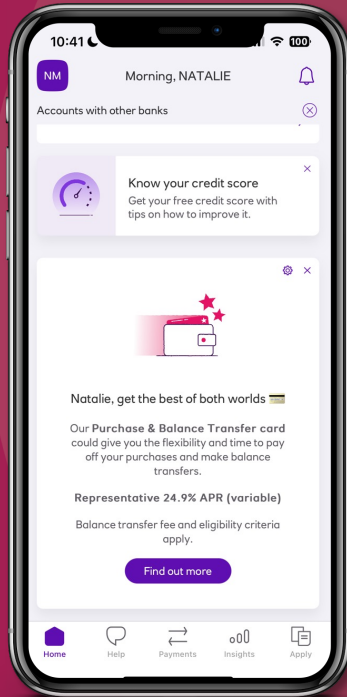 10:41
100
NM
Morning, NATALIE
Accounts with other banks
Know your credit score
Get your free credit score with
tips on how to improve it.
Natalie, get the best of both worlds 💳
Our Purchase & Balance Transfer card
could give you the flexibility and time to pay
off your purchases and make balance
transfers.
Representative 24.9% APR (variable)
Balance transfer fee and eligibility criteria
apply.
Find out more
Home
Help
Payments
Insights
Apply